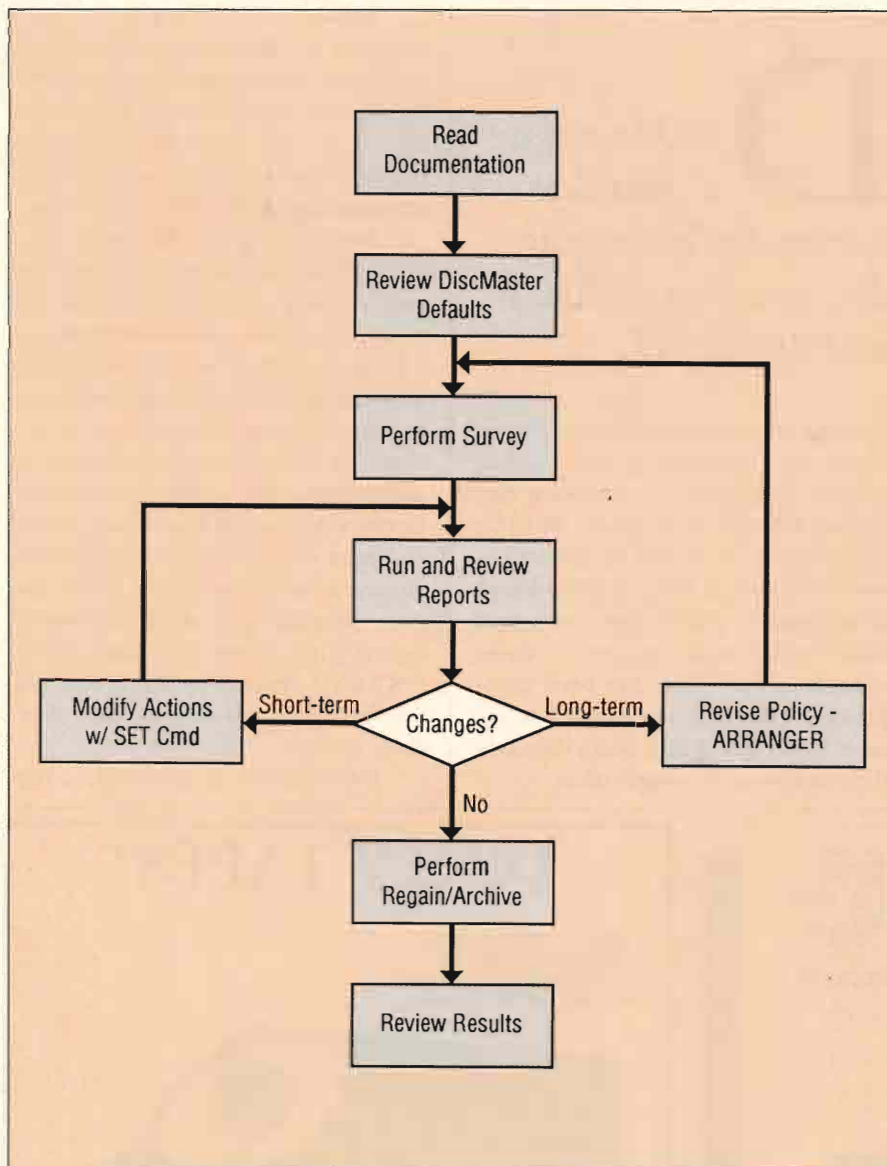 Read
Documentation
Review DiscMaster
Defaults
Perform Survey
Run and Review
Reports
Modify Actions
w/ SET Cmd
Short-term
Changes?
Long-term
Revise Policy -
ARRANGER
No
Perform
Regain/Archive
Review Results